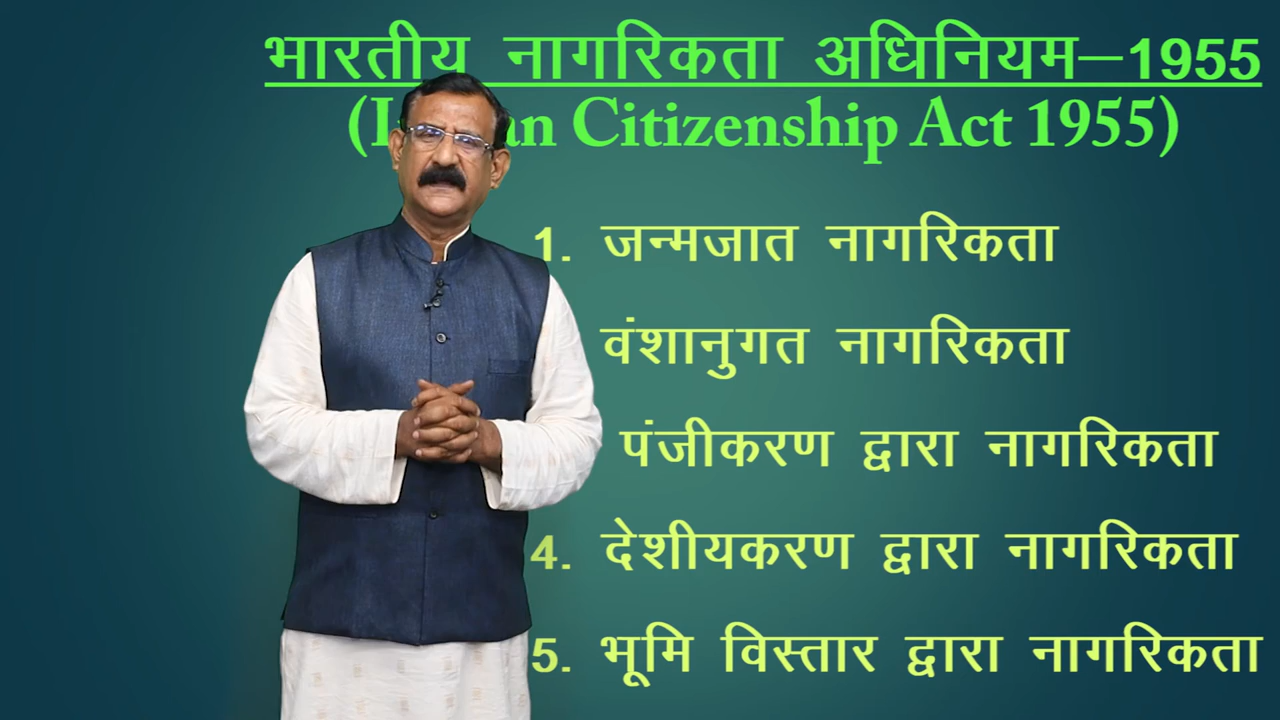 भारतीय नागरिकता अधिनियम–1955
(I an Citizenship Act 1955)
1. जन्मजात नागरिकता
वंशानुगत नागरिकता
पंजीकरण द्वारा नागरिकता
4. देशीयकरण द्वारा नागरिकता
5. भूमि विस्तार द्वारा नागरिकता